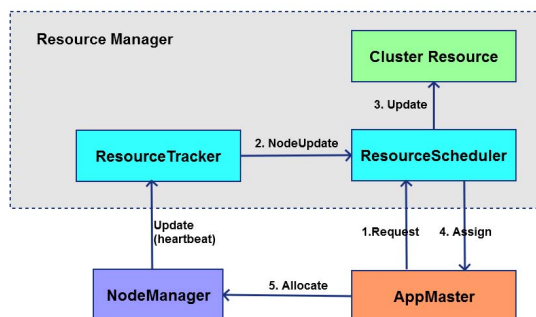 Resource Manager
Cluster Resource
3. Update
ResourceTracker
2. NodeUpdate
ResourceScheduler
Update
(heartbeat)
1.Request
4. Assign
NodeManager
5. Allocate
AppMaster